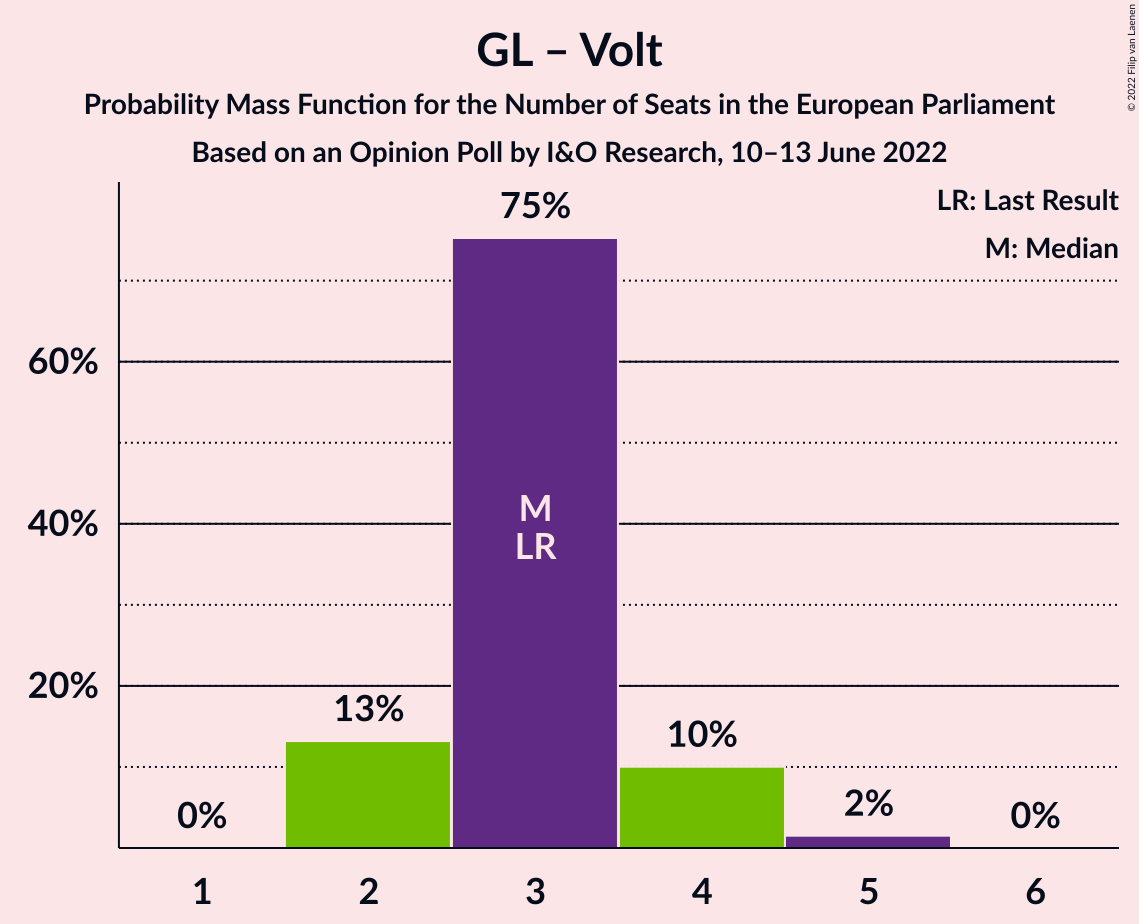 GL – Volt
Probability Mass Function for the Number of Seats in the European Parliament
Based on an Opinion Poll by I&O Research, 10–13 June 2022
© 2022 Filip van Laenen
LR: Last Result
M: Median
75%
60%
40%
M
LR
20%
13%
10%
0%
2%
0%
1 2 3 4 5 6